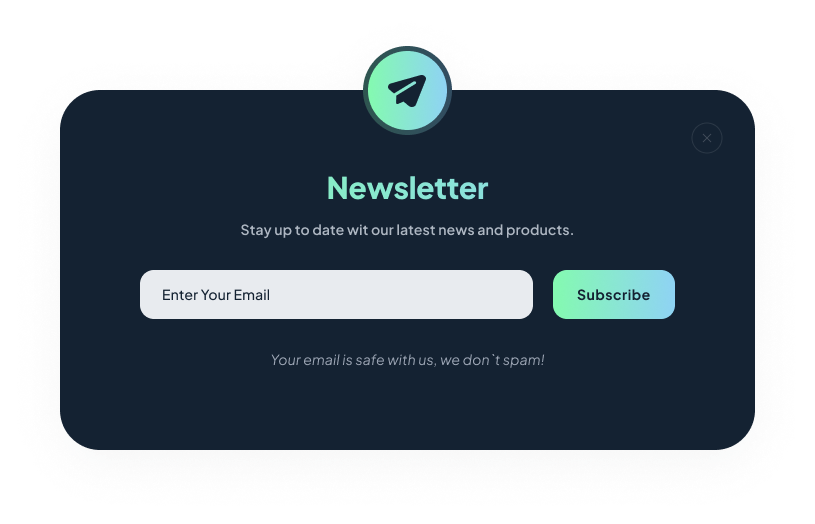 Newsletter
Stay up to date wit our latest news and products.
Enter Your Email
Subscribe
Your email is safe with us, we don`t spam!